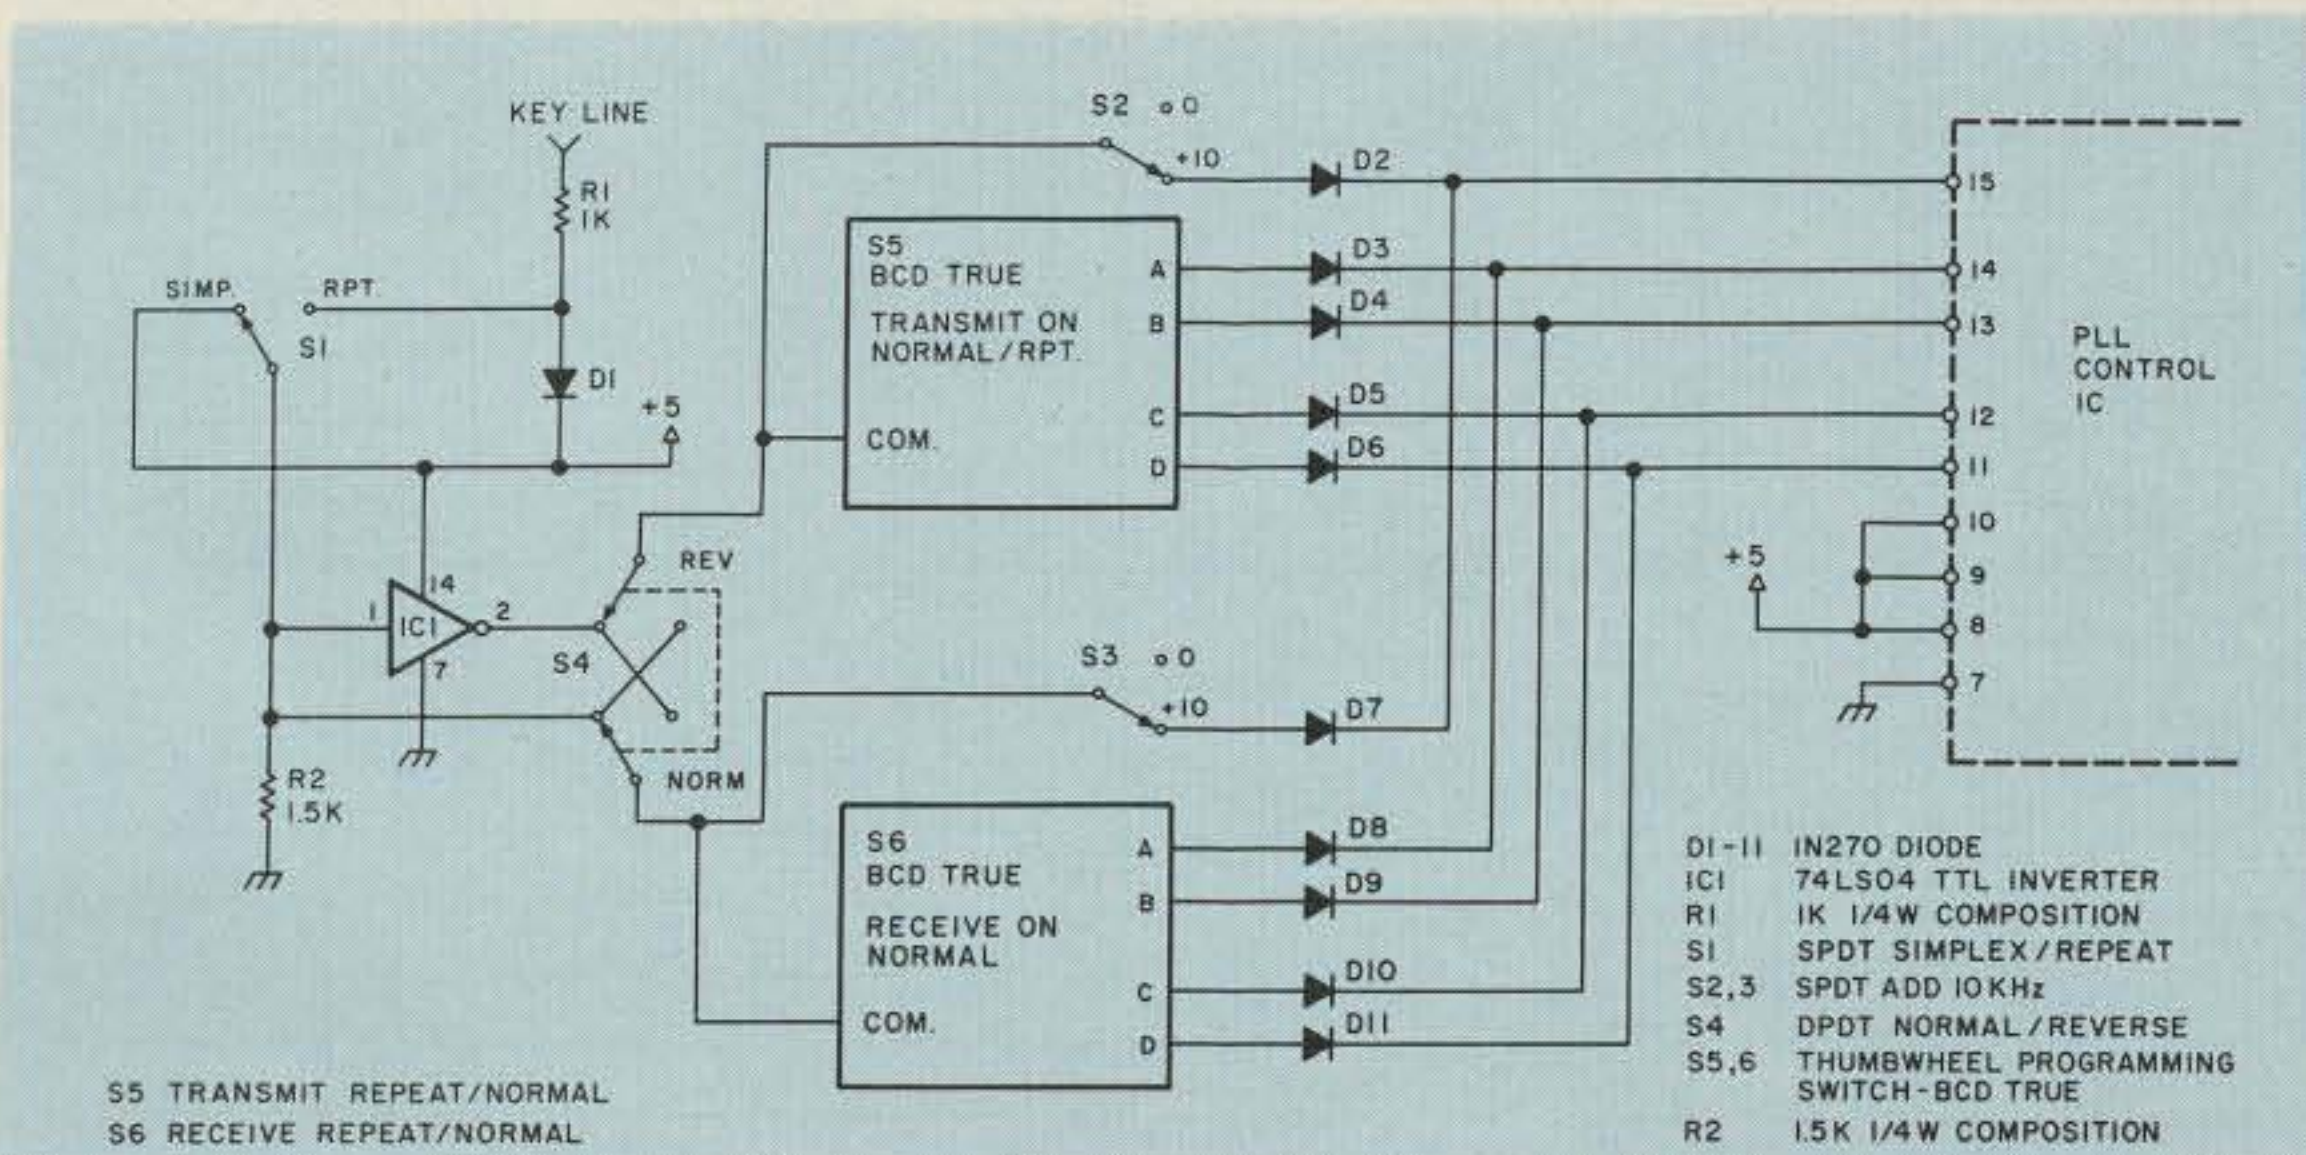 KEY LINE
R1
1K
SIMP.
RPT.
S1
D1
+5
1
14
IC1
2
7
R2
1.5K
S4
REV
NORM
S2 0
+10
S5
BCD TRUE
TRANSMIT ON
NORMAL/RPT.
COM.
A
B
C
D
D2
D3
D4
D5
D6
S3 0
+10
D7
S6
BCD TRUE
RECEIVE ON
NORMAL
COM.
A
B
C
D
D8
D9
D10
D11
15
14
13
12
11
10
9
8
7
+5
PLL
CONTROL
IC
S5 TRANSMIT REPEAT/NORMAL
S6 RECEIVE REPEAT/NORMAL
D1-11 IN270 DIODE
IC1 74LS04 TTL INVERTER
R1 1K 1/4W COMPOSITION
S1 SPDT SIMPLEX/REPEAT
S2,3 SPDT ADD 10KHz
S4 DPDT NORMAL/REVERSE
S5,6 THUMBWHEEL PROGRAMMING
SWITCH-BCD TRUE
R2 1.5K 1/4W COMPOSITION